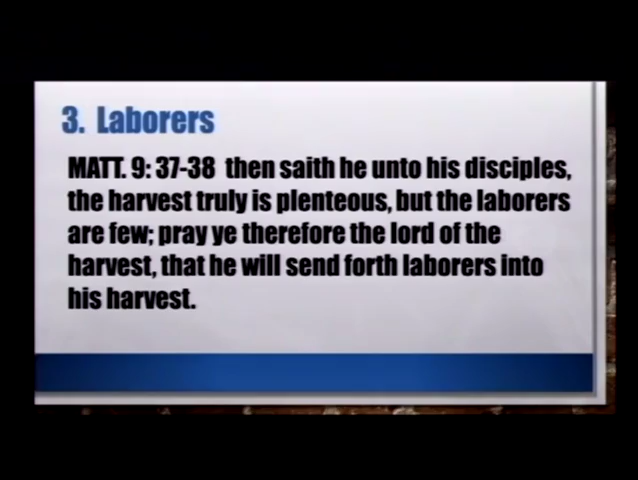 3. Laborers
MATT. 9: 37-38 then saith he unto his disciples,
the harvest truly is plenteous, but the laborers
are few; pray ye therefore the lord of the
harvest, that he will send forth laborers into
his harvest.